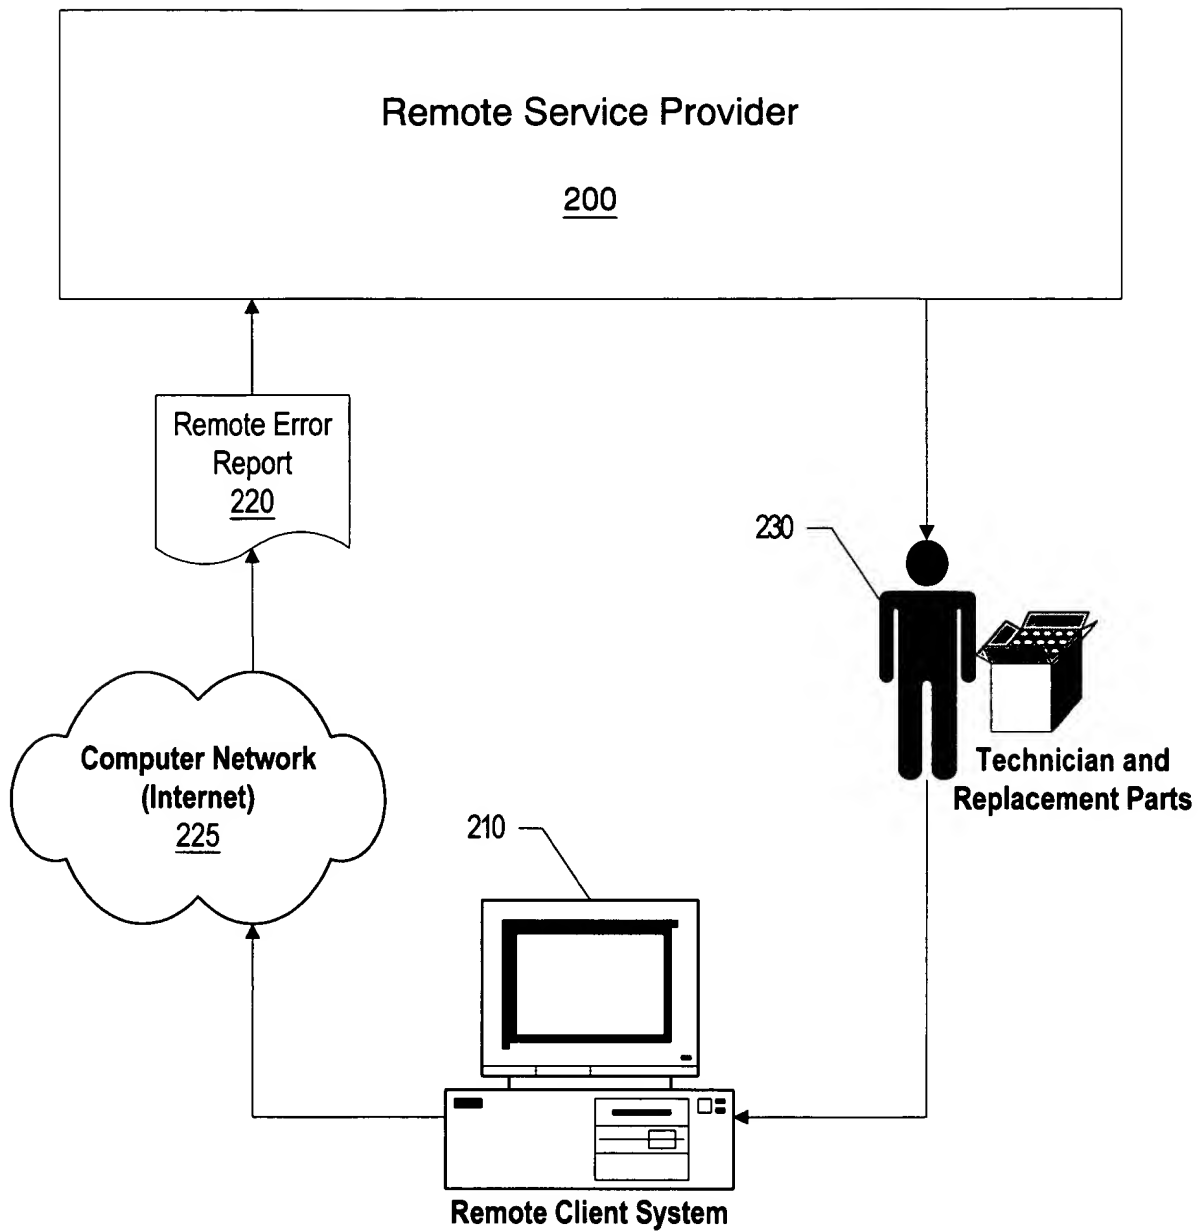 Remote Service Provider
200
Remote Error
Report
220
230
Technician and
Replacement Parts
Computer Network
(Internet)
225
210
Remote Client System